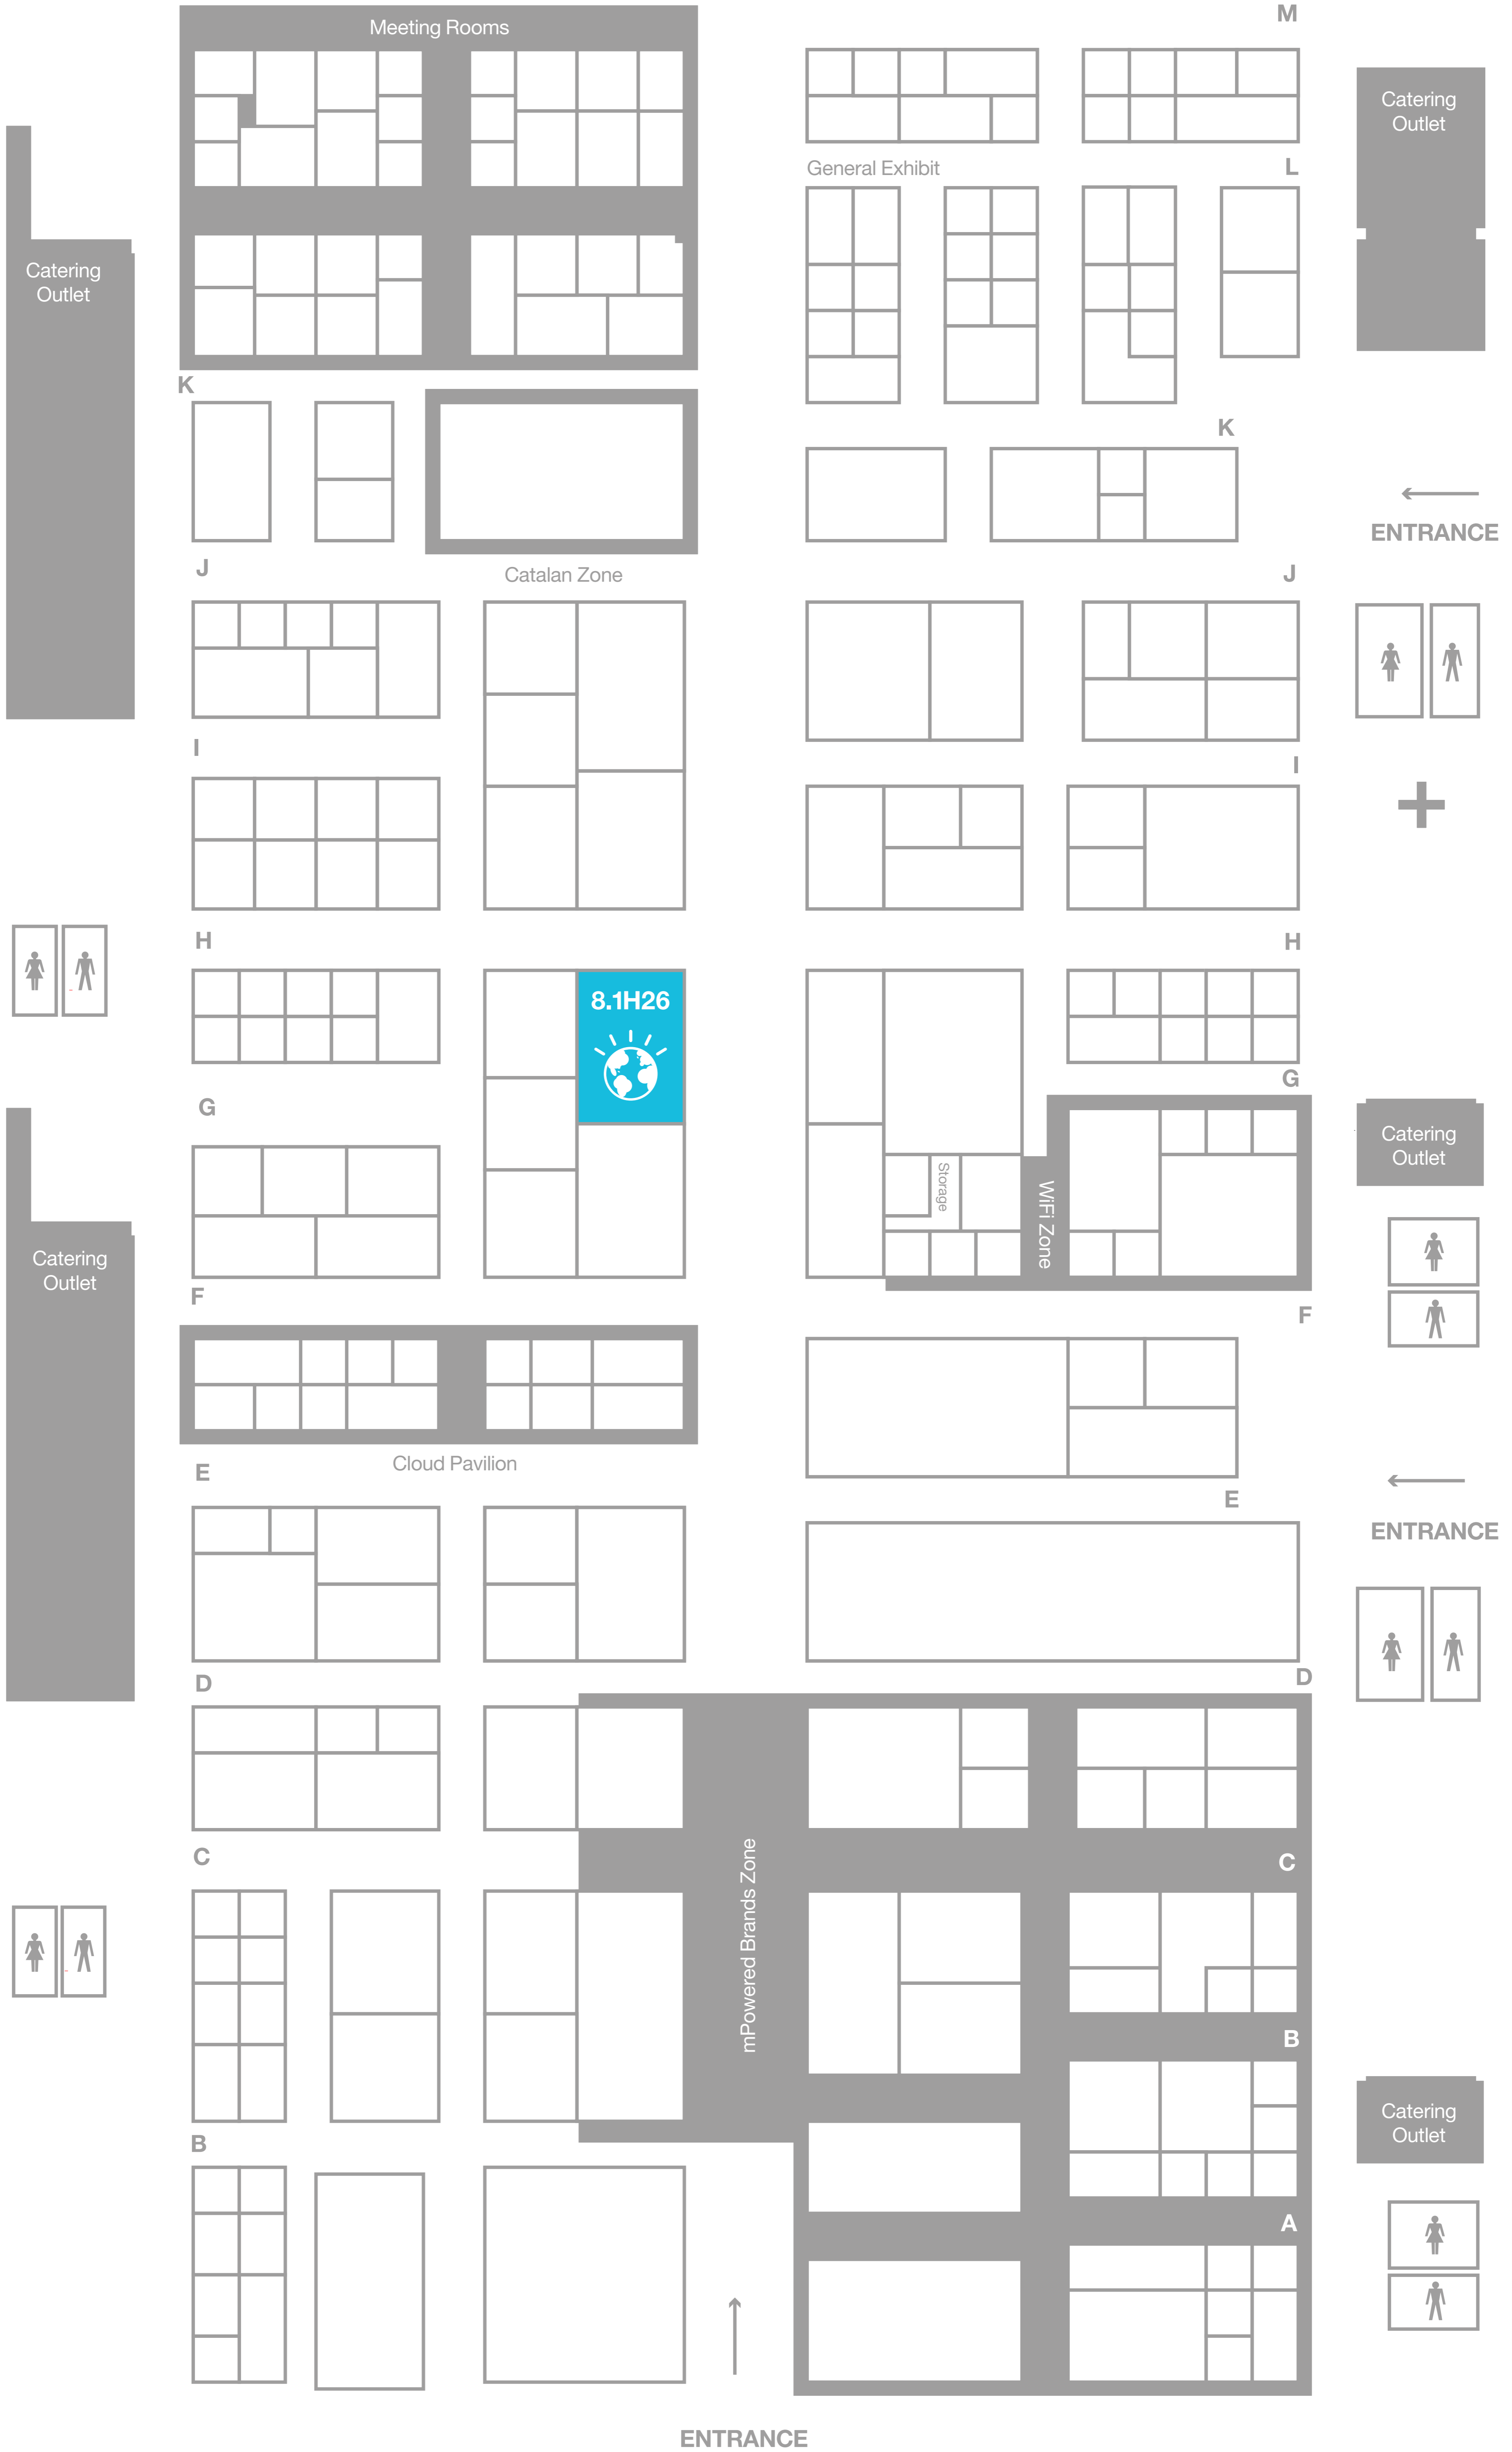 M
Meeting Rooms
Catering
Outlet
General Exhibit
L
Catering
Outlet
K
K
ENTRANCE
J
Catalan Zone
J
I
I
H
H
8.1H26
G
G
Catering
Outlet
Storage
WiFi Zone
Catering
Outlet
F
F
Cloud Pavilion
E
E
ENTRANCE
D
D
C
C
mPowered Brands Zone
B
Catering
Outlet
B
A
ENTRANCE